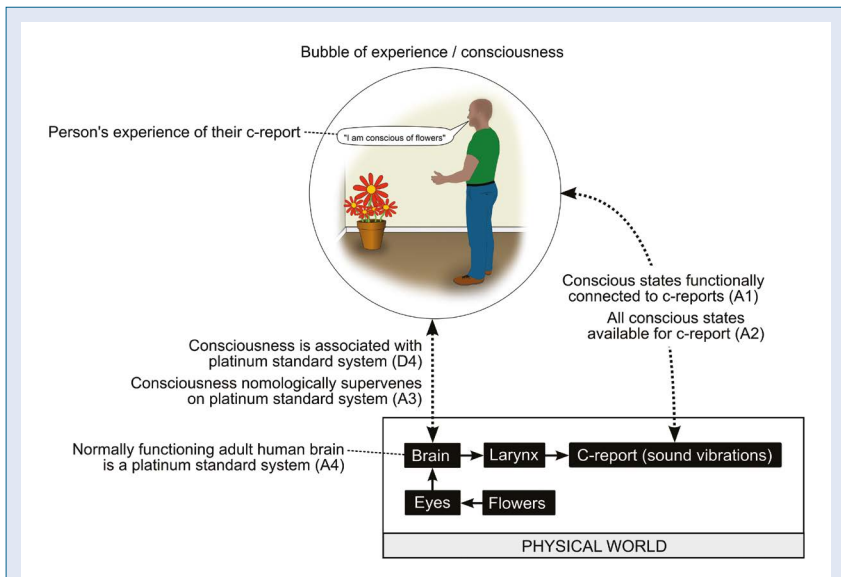 Bubble of experience / consciousness
Person's experience of their c-report
"I am conscious of flowers"
Conscious states functionally
connected to c-reports (A1)
All conscious states
available for c-report (A2)
Consciousness is associated with
platinum standard system (D4)
Consciousness nomologically supervenes
on platinum standard system (A3)
Normally functioning adult human brain
is a platinum standard system (A4)
Brain
Larynx
C-report (sound vibrations)
Eyes
Flowers
PHYSICAL WORLD